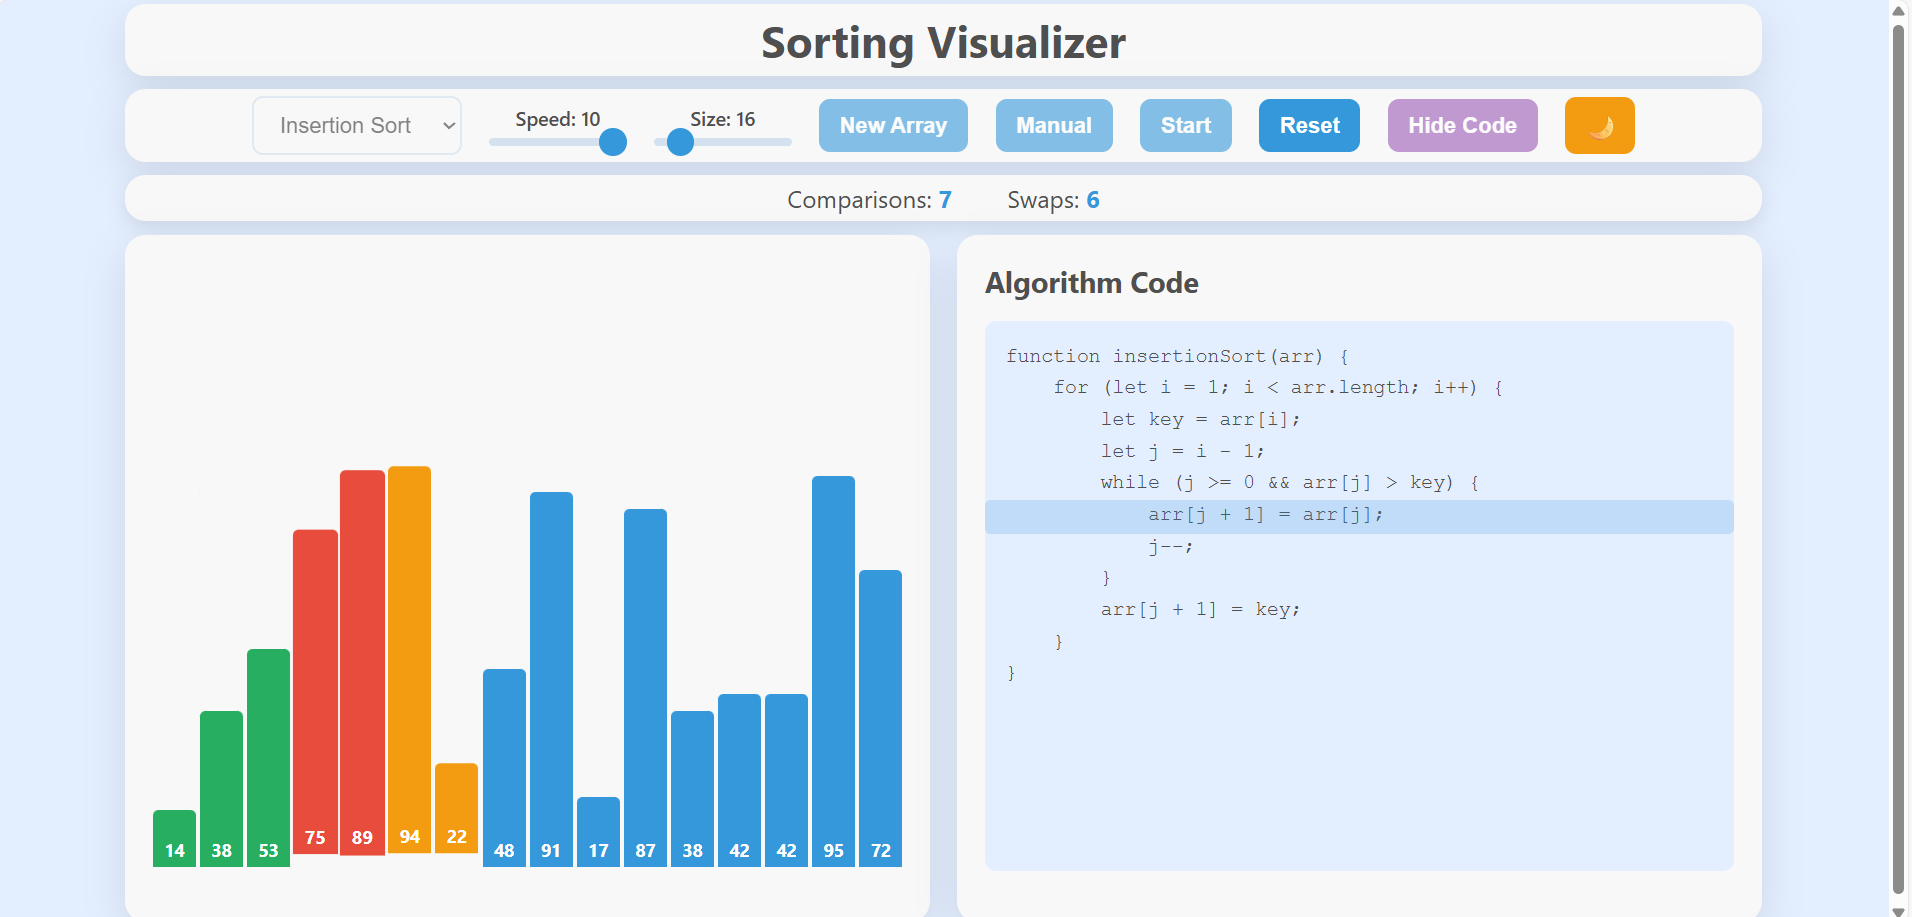 Sorting Visualizer
Insertion Sort
Speed: 10
Size: 16
New Array
Manual
Start
Reset
Hide Code
Comparisons: 7
Swaps: 6
14 38 53 75 89 94 22 48 91 17 87 38 42 42 95 72
Algorithm Code
function insertionSort(arr) {
    for (let i = 1; i < arr.length; i++) {
        let key = arr[i];
        let j = i - 1;
        while (j >= 0 && arr[j] > key) {
            arr[j + 1] = arr[j];
            j--;
        }
        arr[j + 1] = key;
    }
}